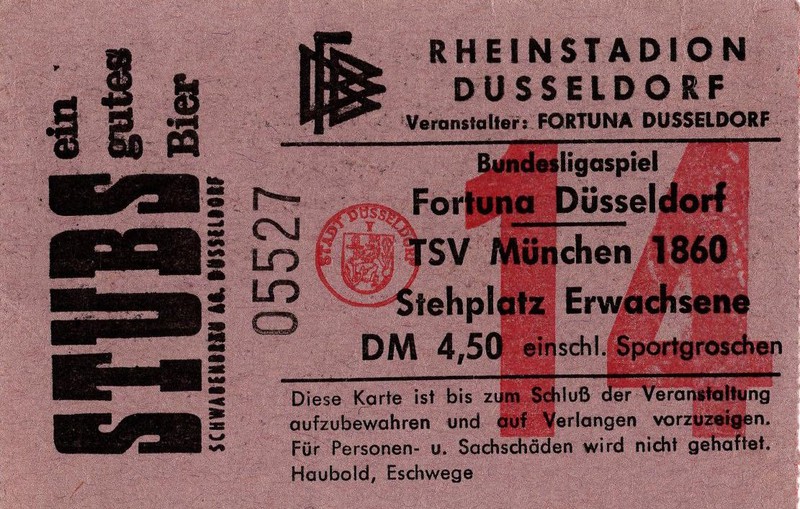 ein
gutes
Bier
STUBS
SCHWABENBRÄU AG. DÜSSELDORF
05527
RHEINSTADION
DUSSELDORF
Veranstalter: FORTUNA DUSSELDORF
14
Bundesligaspiel
Fortuna Düsseldorf
TSV München 1860
Stehplatz Erwachsene
DM 4,50 einschl. Sportgroschen
STADT DÜSSELDORF
Diese Karte ist bis zum Schluß der Veranstaltung
aufzubewahren und auf Verlangen vorzuzeigen.
Für Personen- u. Sachschäden wird nicht gehaftet.
Haubold, Eschwege